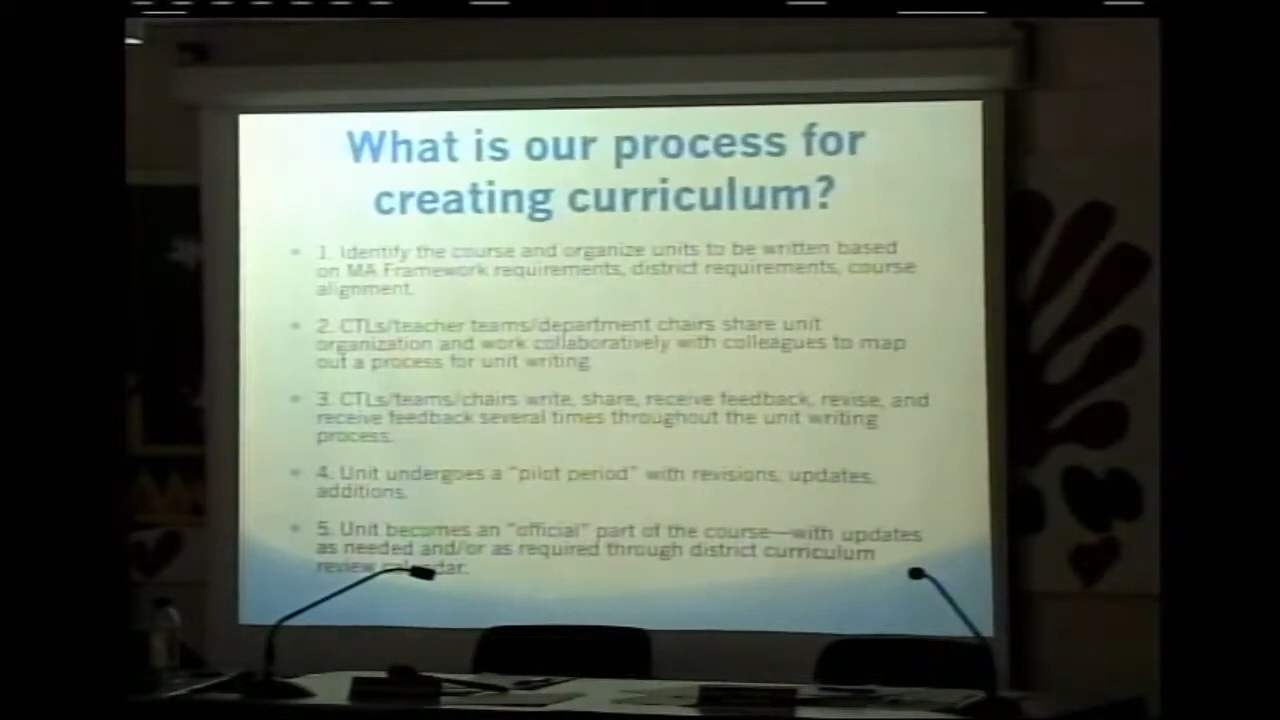 What is our process for
creating curriculum?
• 1. Identify the course and organize units to be written based
on MA Framework requirements, district requirements, course
alignment.
• 2. CTLs/teacher teams/department chairs share unit
organization and work collaboratively with colleagues to map
out a process for unit writing.
• 3. CTLs/teams/chairs write, share, receive feedback, revise, and
receive feedback several times throughout the unit writing
process.
• 4. Unit undergoes a "pilot period" with revisions, updates,
additions.
• 5. Unit becomes an "official" part of the course—with updates
as needed and/or as required through district curriculum
review calendar.